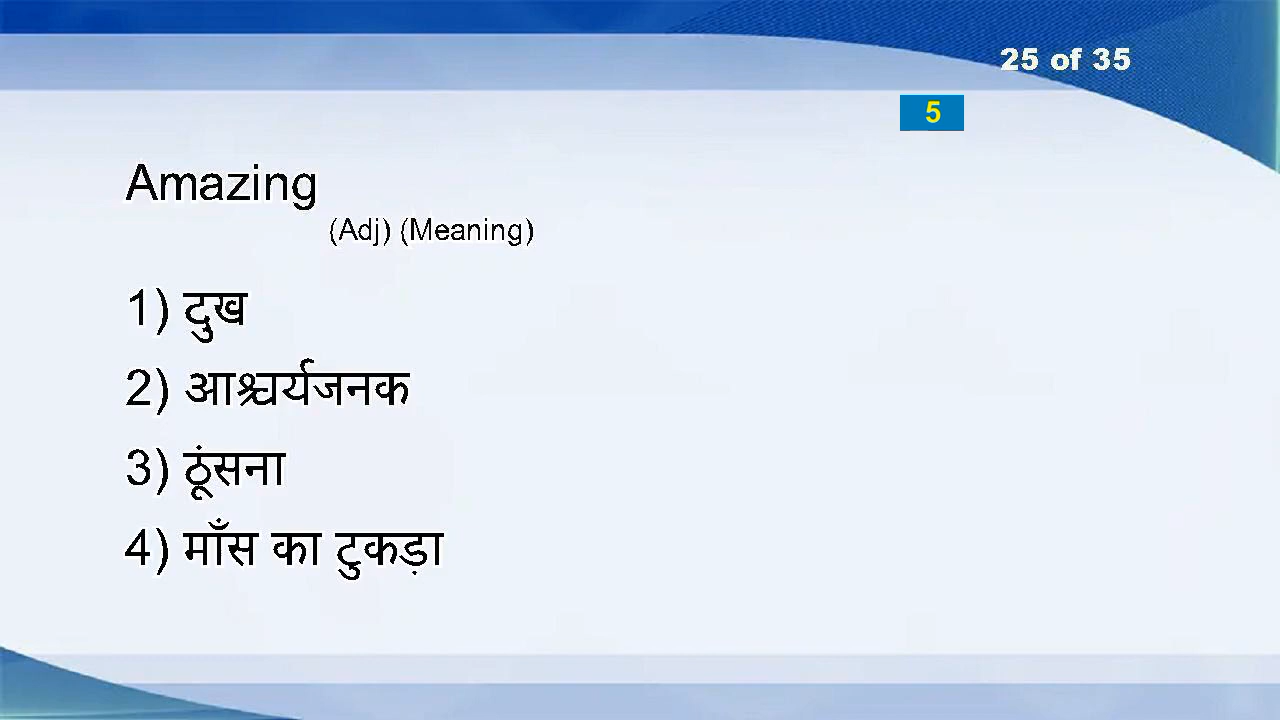 25 of 35
5
Amazing
(Adj) (Meaning)
1) दुख
2) आश्चर्यजनक
3) ठूंसना
4) माँस का टुकड़ा